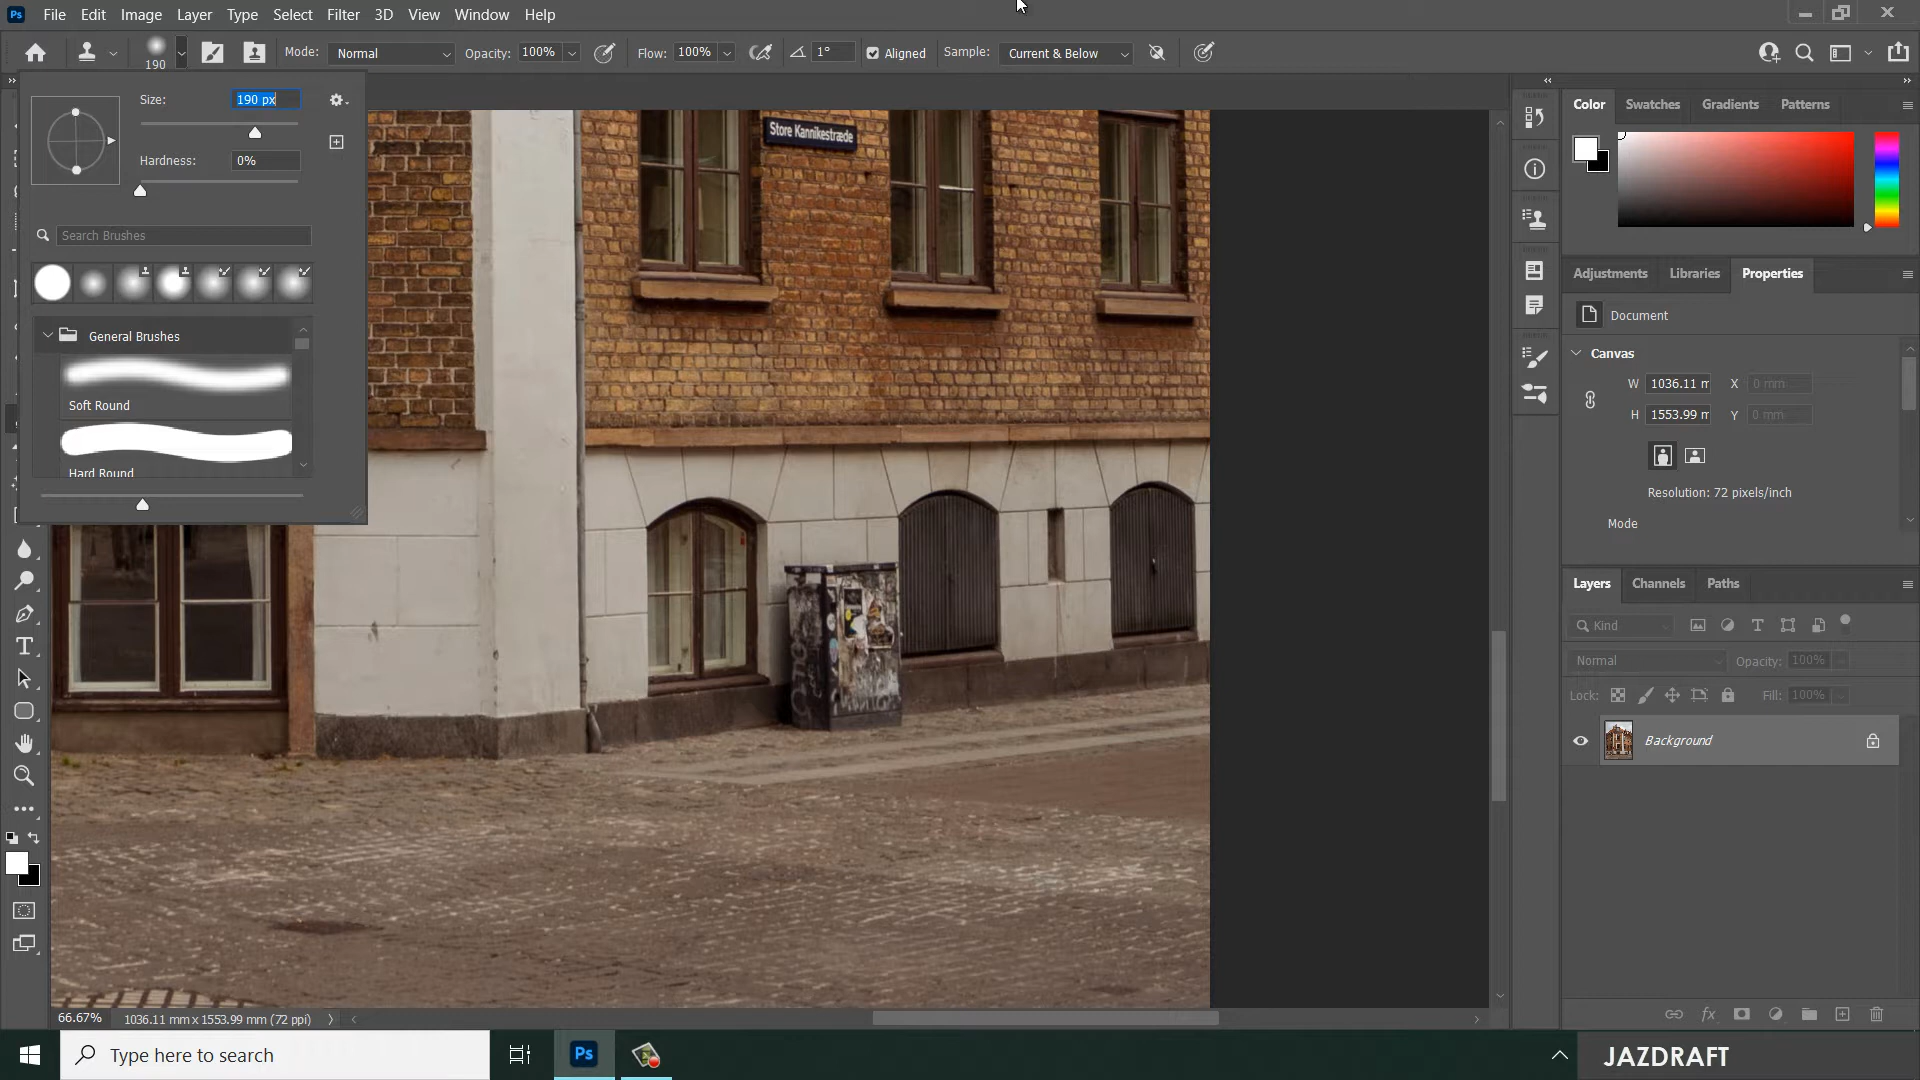 Ps File Edit Image Layer Type Select Filter 3D View Window Help
190 Mode: Normal Opacity: 100% Flow: 100% 1° Aligned Sample: Current & Below
Size: 190 px
Hardness: 0%
Search Brushes
General Brushes
Soft Round
Hard Round
Store Kannikestræde
Color Swatches Gradients Patterns
Adjustments Libraries Properties
Document
Canvas
W 1036.11 m X 0 mm
H 1553.99 m Y 0 mm
Resolution: 72 pixels/inch
Mode
Layers Channels Paths
Kind
Normal Opacity: 100%
Lock: Fill: 100%
Background
66.67% 1036.11 mm x 1553.99 mm (72 ppi)
Type here to search Ps
JAZDRAFT